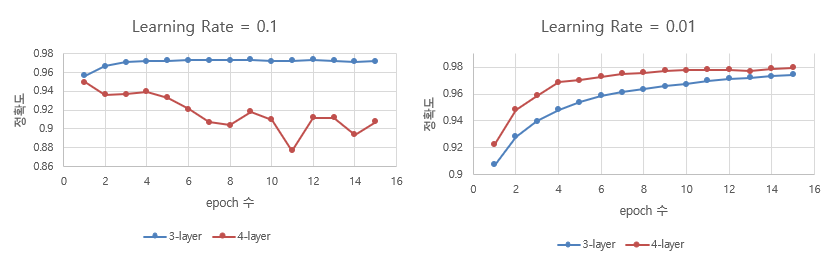 Learning Rate = 0.1
0.98
0.96
0.94
0.92
0.9
0.88
0.86
정확도
0 2 4 6 8 10 12 14 16
epoch 수
3-layer 4-layer
Learning Rate = 0.01
0.98
0.96
0.94
0.92
0.9
정확도
0 2 4 6 8 10 12 14 16
epoch 수
3-layer 4-layer